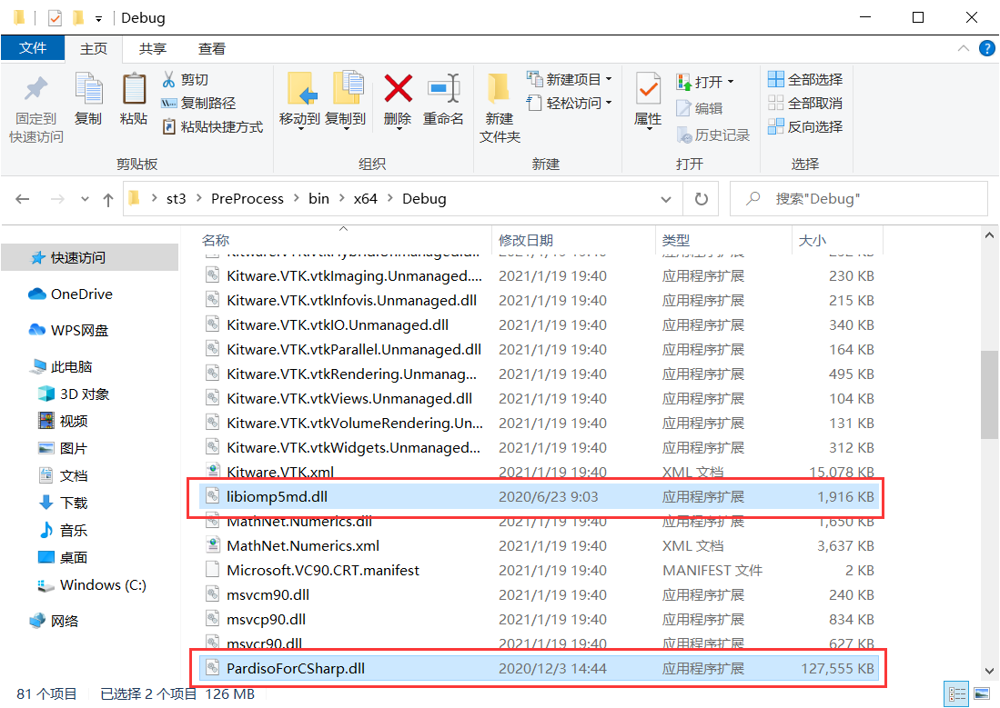 Debug
文件 主页 共享 查看
固定到快速访问 复制 粘贴 剪切 复制路径 粘贴快捷方式
剪贴板
移动到 复制到 删除 重命名
组织
新建文件夹 新建项目 轻松访问
新建
属性 打开 编辑 历史记录
打开
全部选择 全部取消 反向选择
选择
st3 PreProcess bin x64 Debug
搜索"Debug"
快速访问
OneDrive
WPS网盘
此电脑
3D 对象
视频
图片
文档
下载
音乐
桌面
Windows (C:)
网络
名称 修改日期 类型 大小
Kitware.VTK.vtkImaging.Unmanaged.... 2021/1/19 19:40 应用程序扩展 230 KB
Kitware.VTK.vtkInfovis.Unmanaged.dll 2021/1/19 19:40 应用程序扩展 215 KB
Kitware.VTK.vtkIO.Unmanaged.dll 2021/1/19 19:40 应用程序扩展 340 KB
Kitware.VTK.vtkParallel.Unmanaged.dll 2021/1/19 19:40 应用程序扩展 164 KB
Kitware.VTK.vtkRendering.Unmanag... 2021/1/19 19:40 应用程序扩展 495 KB
Kitware.VTK.vtkViews.Unmanaged.dll 2021/1/19 19:40 应用程序扩展 104 KB
Kitware.VTK.vtkVolumeRendering.Un... 2021/1/19 19:40 应用程序扩展 131 KB
Kitware.VTK.vtkWidgets.Unmanaged... 2021/1/19 19:40 应用程序扩展 312 KB
Kitware.VTK.xml 2021/1/19 19:40 XML 文档 15,078 KB
libiomp5md.dll 2020/6/23 9:03 应用程序扩展 1,916 KB
MathNet.Numerics.dll 2021/1/19 19:40 应用程序扩展 1,650 KB
MathNet.Numerics.xml 2021/1/19 19:40 XML 文档 3,637 KB
Microsoft.VC90.CRT.manifest 2021/1/19 19:40 MANIFEST 文件 2 KB
msvcm90.dll 2021/1/19 19:40 应用程序扩展 240 KB
msvcp90.dll 2021/1/19 19:40 应用程序扩展 834 KB
msvcr90.dll 2021/1/19 19:40 应用程序扩展 627 KB
PardisoForCSharp.dll 2020/12/3 14:44 应用程序扩展 127,555 KB
81 个项目 已选择 2 个项目 126 MB